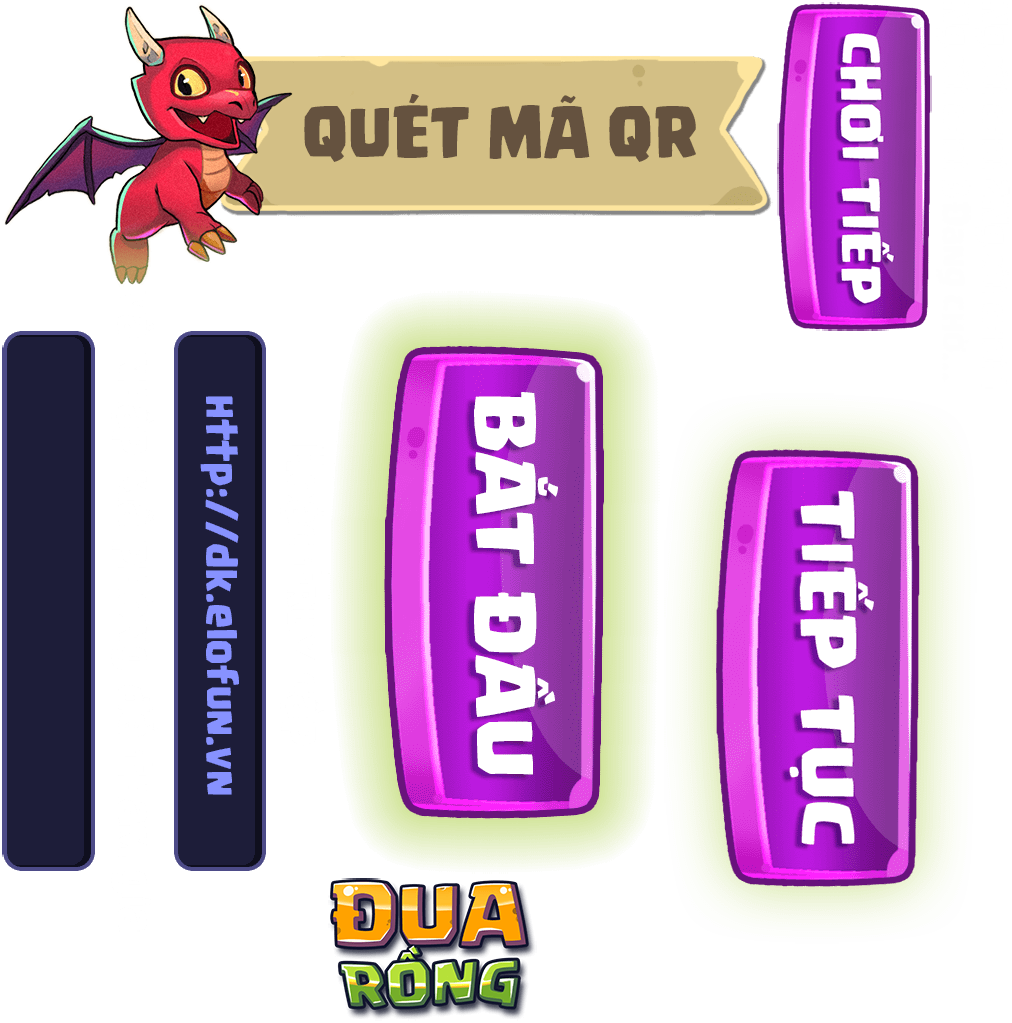 QUÉT MÃ QR
CHƠI TIẾP
Http://dk.elofun.vn
BẮT ĐẦU
TIẾP TỤC
ĐUA
RỒNG